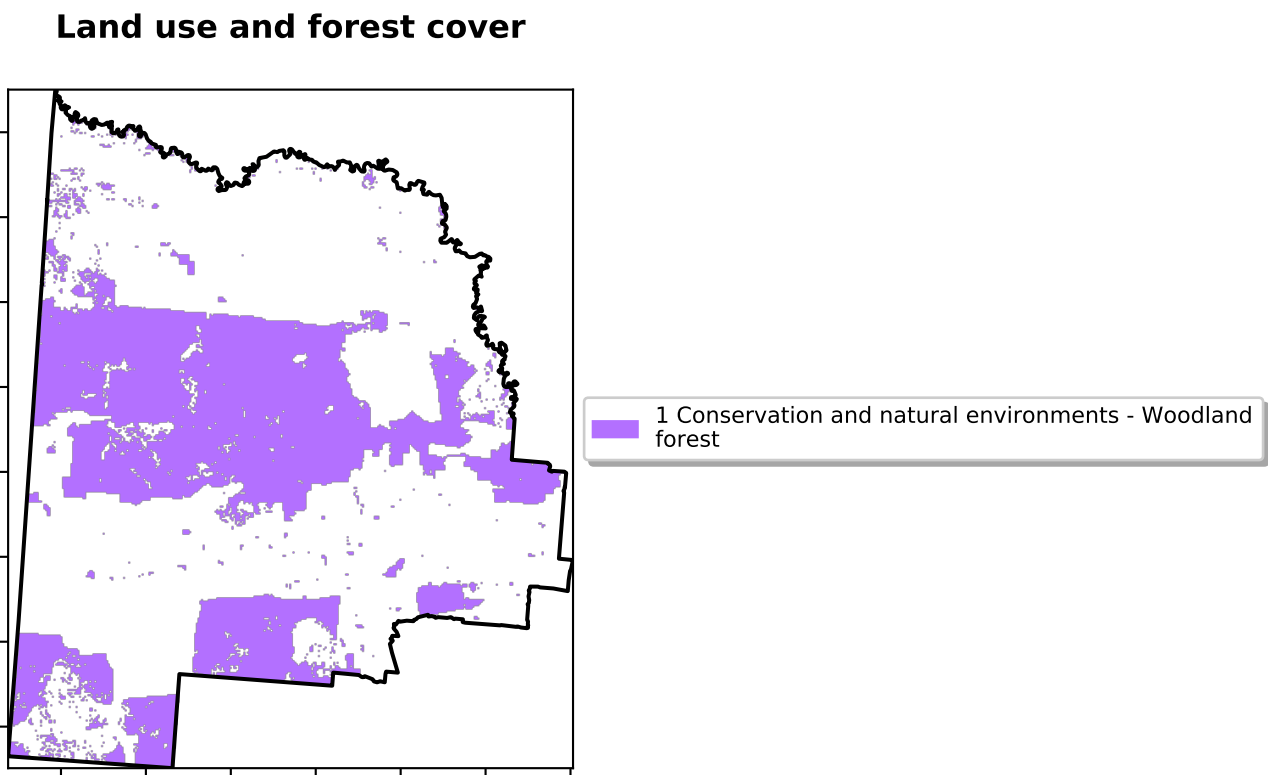 Land use and forest cover
1 Conservation and natural environments - Woodland
forest